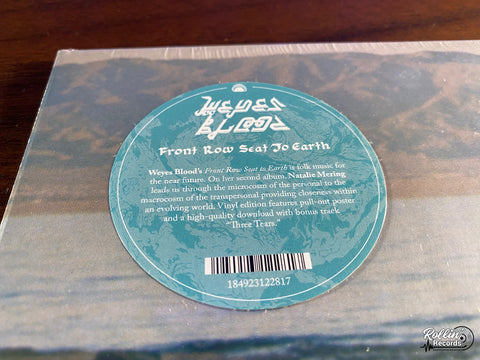 WEYES
BLOOD
Front Row Seat To Earth
Weyes Blood's Front Row Seat to Earth is folk music for
the near future. On her second album, Natalie Mering
leads us through the microcosm of the personal to the
macrocosm of the transpersonal providing closeness within
an evolving world. Vinyl edition features pull-out poster
and a high-quality download with bonus track
"Three Tears."
184923122817
Rollin'
Records